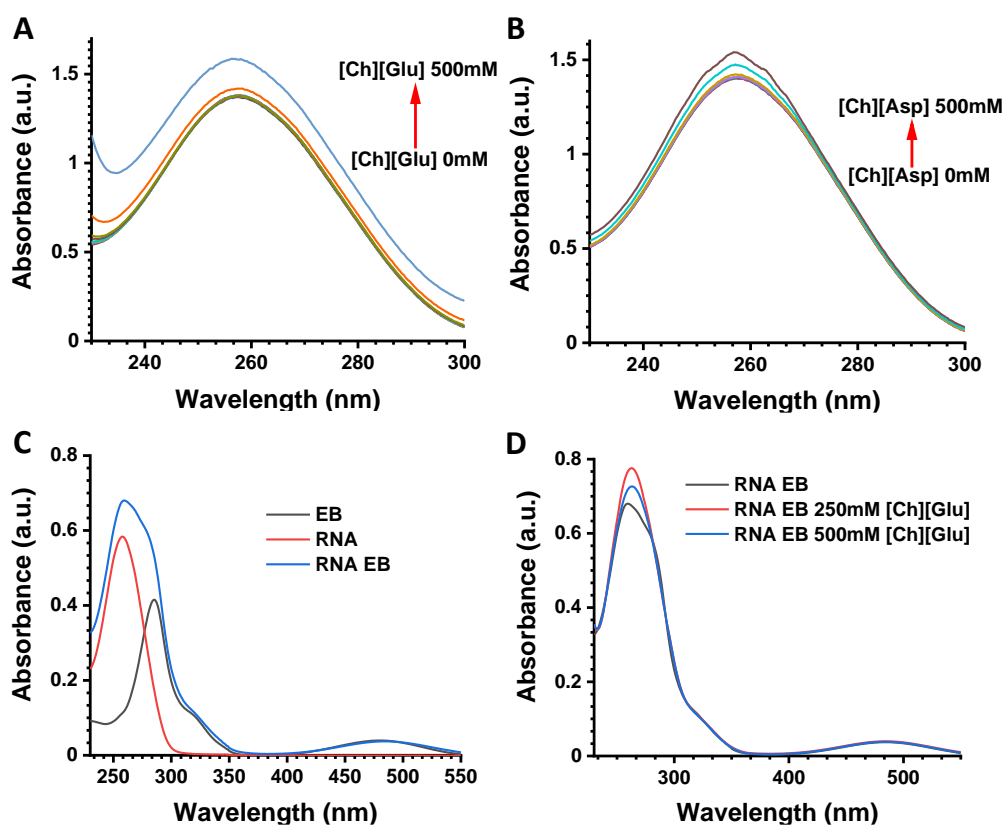 A
[Ch][Glu] 500mM
[Ch][Glu] 0mM
Absorbance (a.u.)
1.5
1
0.5
0
240
260
280
300
Wavelength (nm)
B
[Ch][Asp] 500mM
[Ch][Asp] 0mM
Absorbance (a.u.)
1.5
1
0.5
0
240
260
280
300
Wavelength (nm)
C
EB
RNA
RNA EB
Absorbance (a.u.)
0.8
0.6
0.4
0.2
0
250
300
400
450
500
550
Wavelength (nm)
D
RNA EB
RNA EB 250mM [Ch][Glu]
RNA EB 500mM [Ch][Glu]
Absorbance (a.u.)
0.8
0.6
0.4
0.2
0
300
400
500
Wavelength (nm)